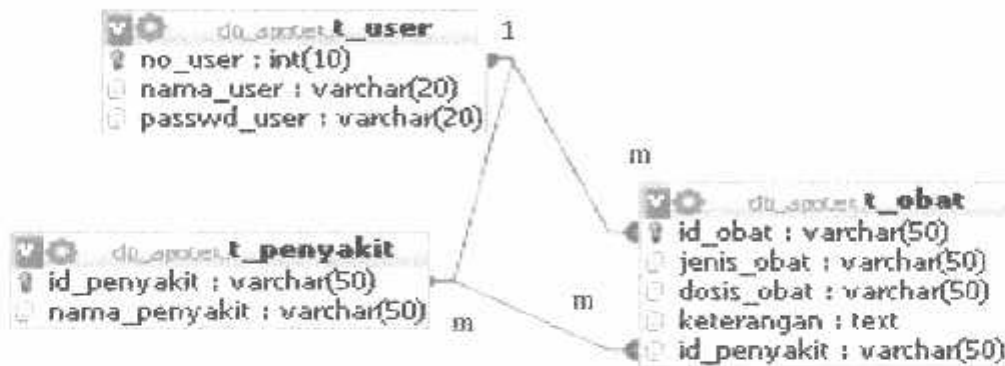 db_apotek t_user
no_user : int(10)
nama_user : varchar(20)
passwd_user : varchar(20)
1
m
db_apotek t_obat
id_obat : varchar(50)
jenis_obat : varchar(50)
dosis_obat : varchar(50)
keterangan : text
id_penyakit : varchar(50)
db_apotek t_penyakit
id_penyakit : varchar(50)
nama_penyakit : varchar(50)
m
m